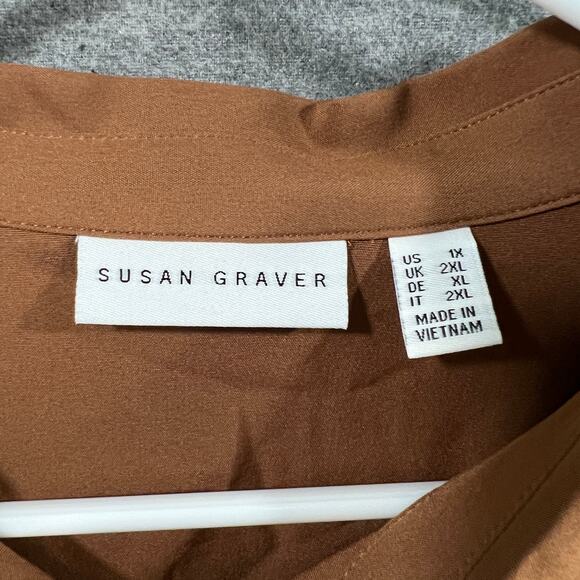 SUSAN GRAVER
US 1X
UK 2XL
DE XL
IT 2XL
MADE IN
VIETNAM